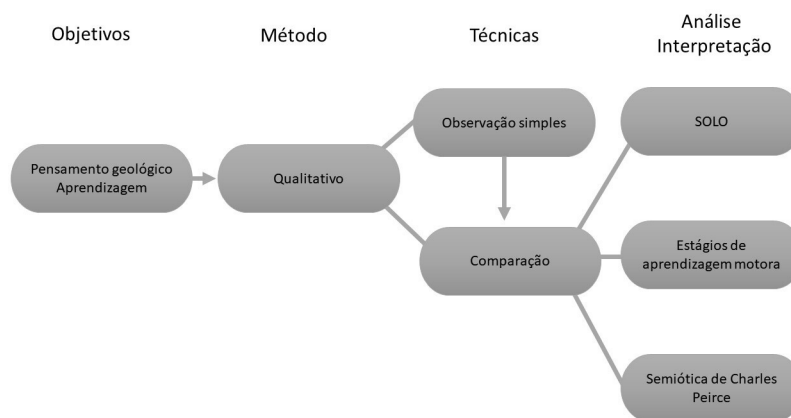 Objetivos
Método
Técnicas
Análise
Interpretação
Pensamento geológico
Aprendizagem
Qualitativo
Observação simples
Comparação
SOLO
Estágios de
aprendizagem motora
Semiótica de Charles
Peirce